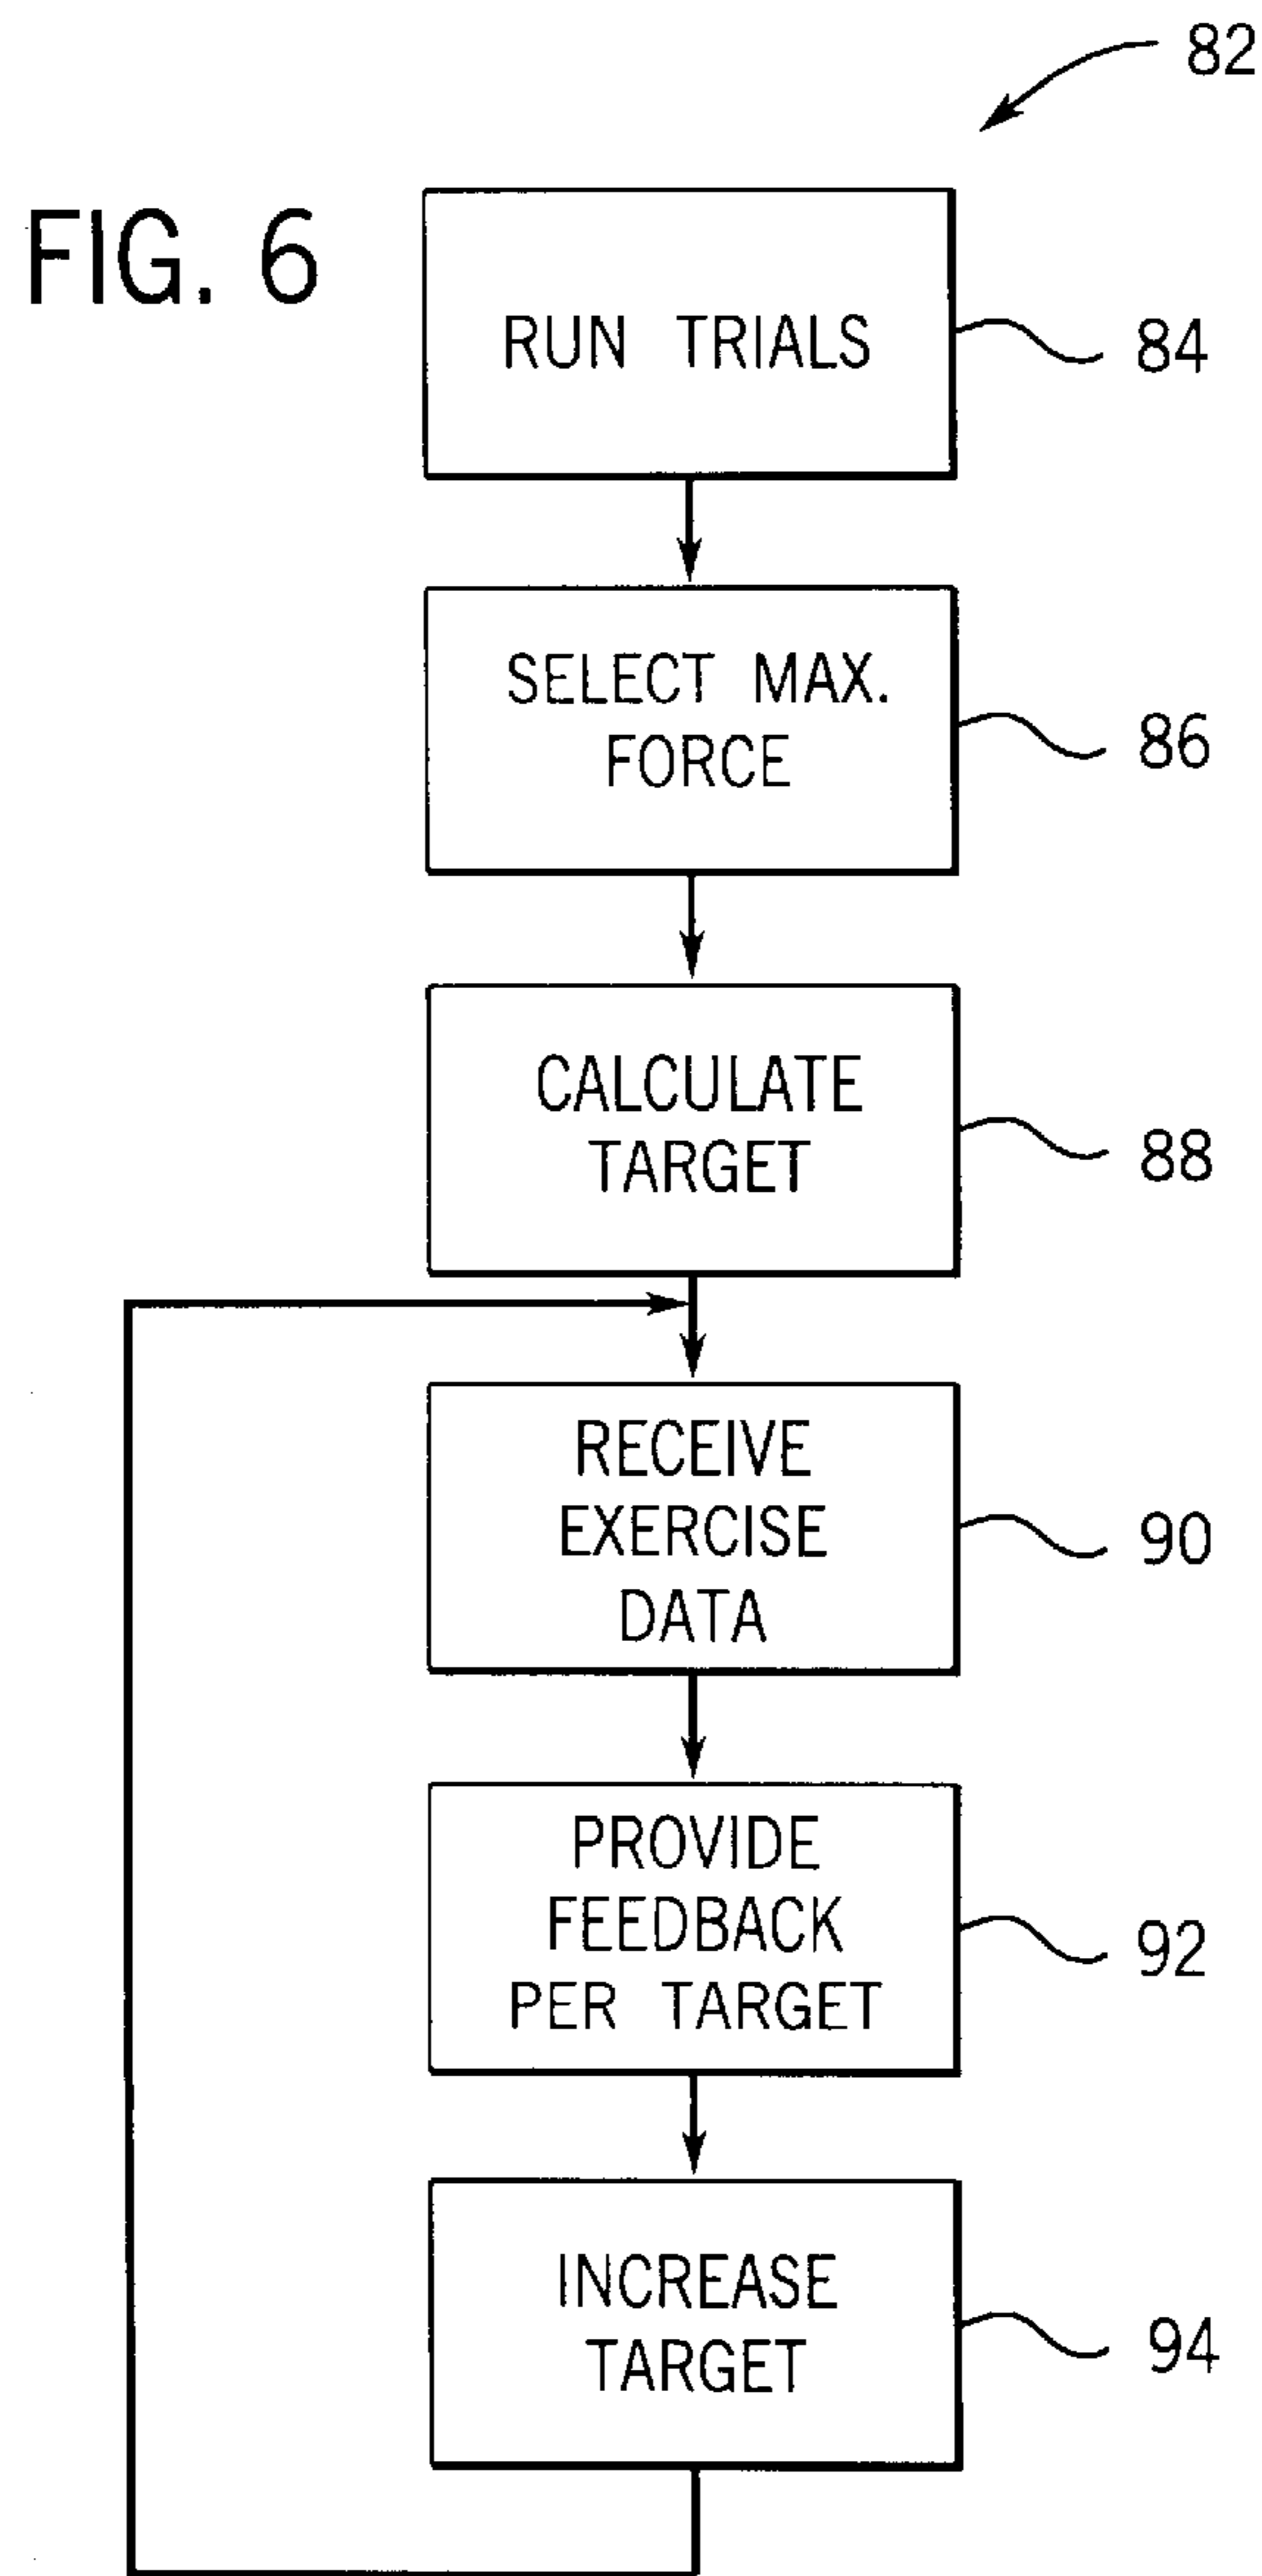 82
FIG. 6
RUN TRIALS
84
SELECT MAX.
FORCE
86
CALCULATE
TARGET
88
RECEIVE
EXERCISE
DATA
90
PROVIDE
FEEDBACK
PER TARGET
92
INCREASE
TARGET
94